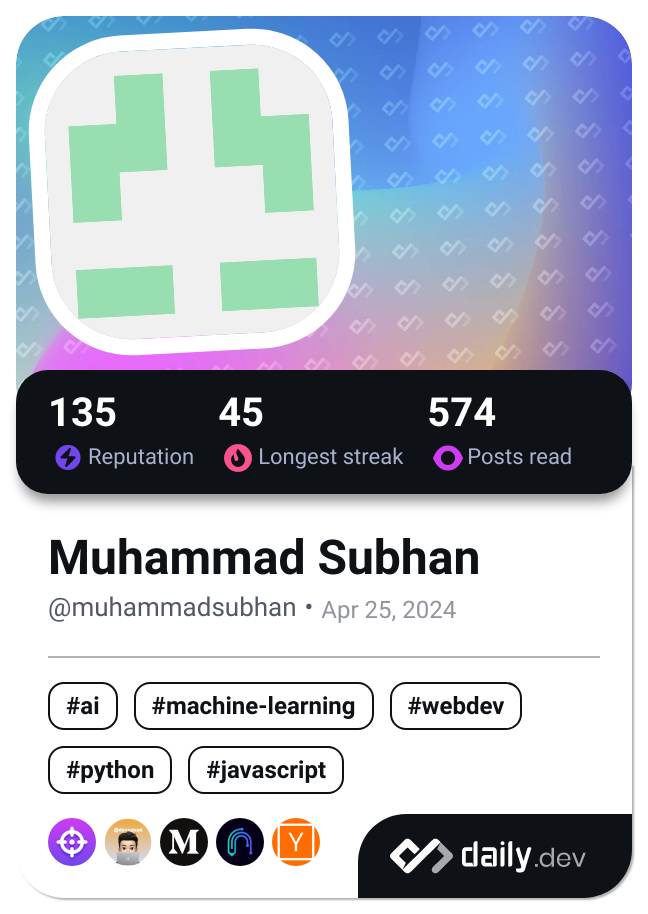 135 45 574
Reputation Longest streak Posts read
Muhammad Subhan
@muhammadsubhan • Apr 25, 2024
#ai #machine-learning #webdev
#python #javascript
M Y
daily.dev